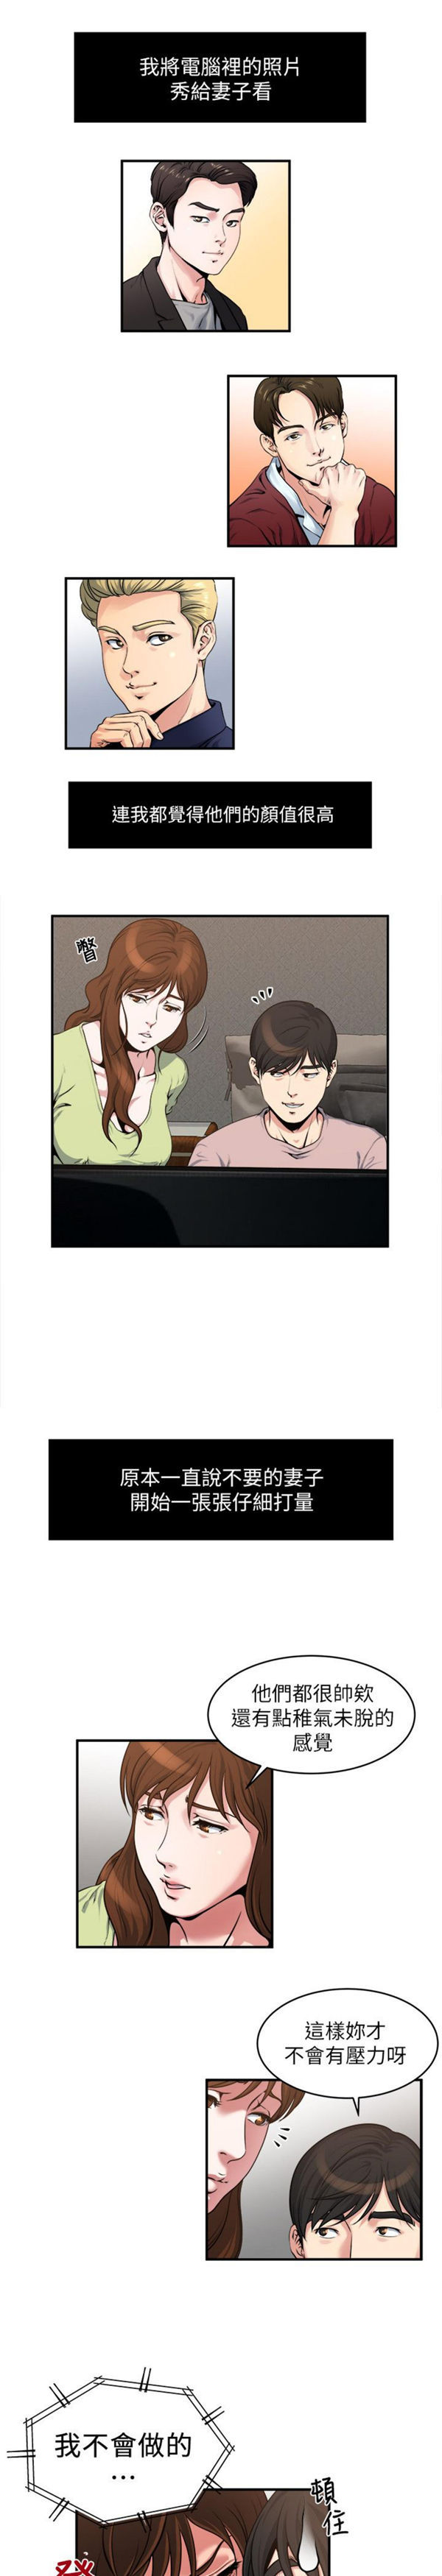 我將電腦裡的照片
秀給妻子看
連我都覺得他們的顏值很高
瞥
原本一直說不要的妻子
開始一張張仔細打量
他們都很帥欸
還有點稚氣未脫的
感覺
這樣妳才
不會有壓力呀
我不會做的
…
頓
住